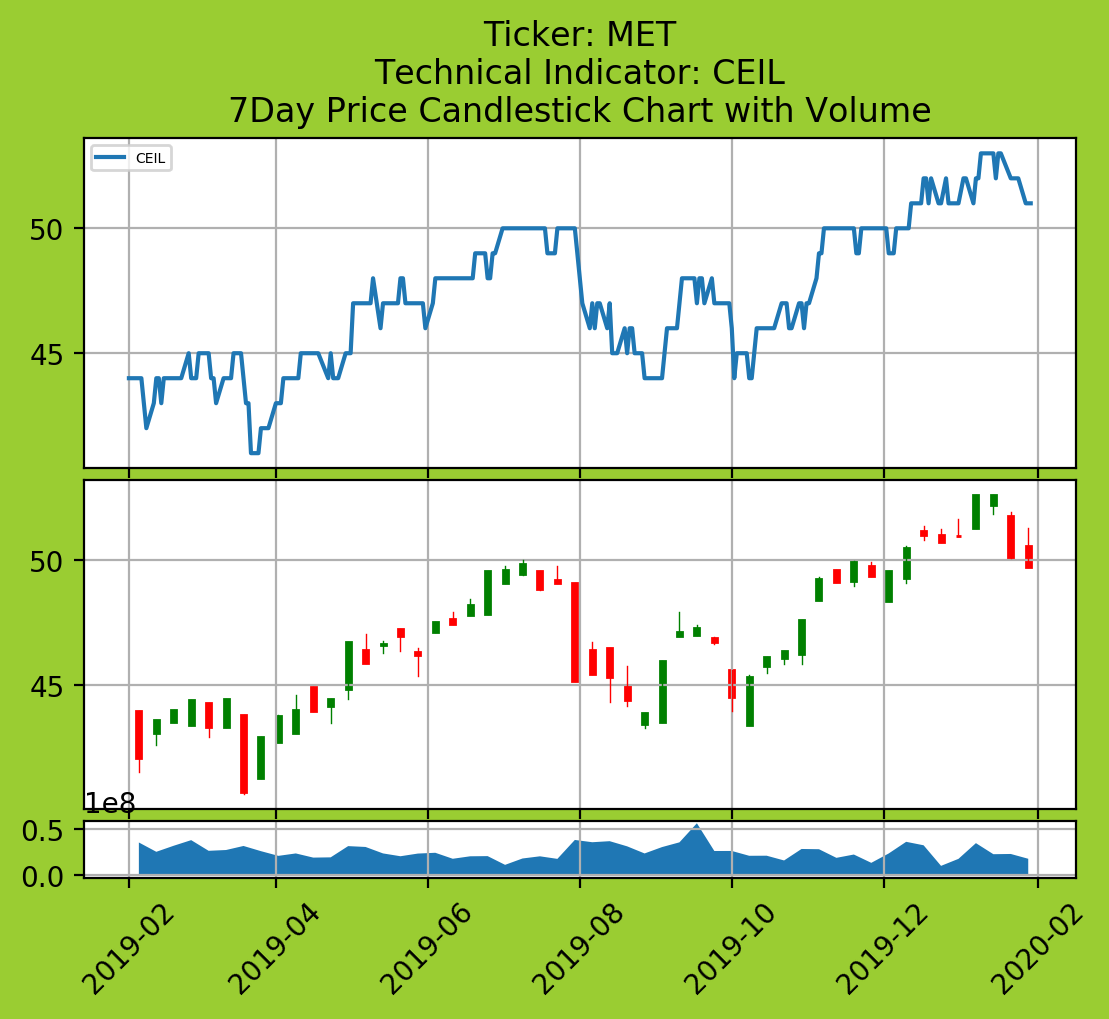 Ticker: MET
Technical Indicator: CEIL
7Day Price Candlestick Chart with Volume
CEIL
50
45
50
45
1e8
0.5
0.0
2019-02
2019-04
2019-06
2019-08
2019-10
2019-12
2020-02